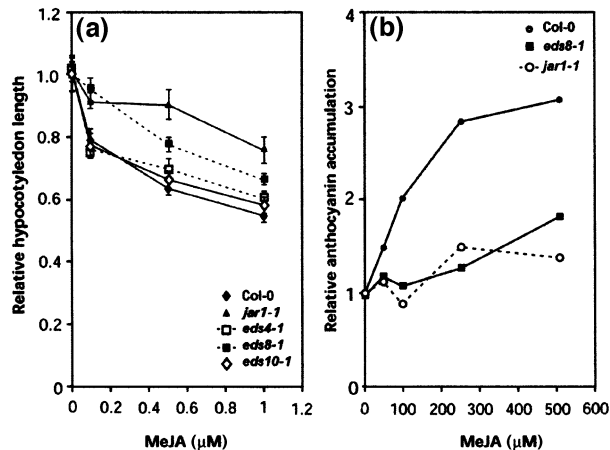 (a)
Relative hypocotyledon length
1.2
1.0
0.8
0.6
0.4
0.2
0
0 0.2 0.4 0.6 0.8 1 1.2
MeJA (μM)
Col-0
jar1-1
eds4-1
eds8-1
eds10-1
(b)
Relative anthocyanin accumulation
4
3
2
1
0
0 100 200 300 400 500 600
MeJA (μM)
Col-0
eds8-1
jar1-1